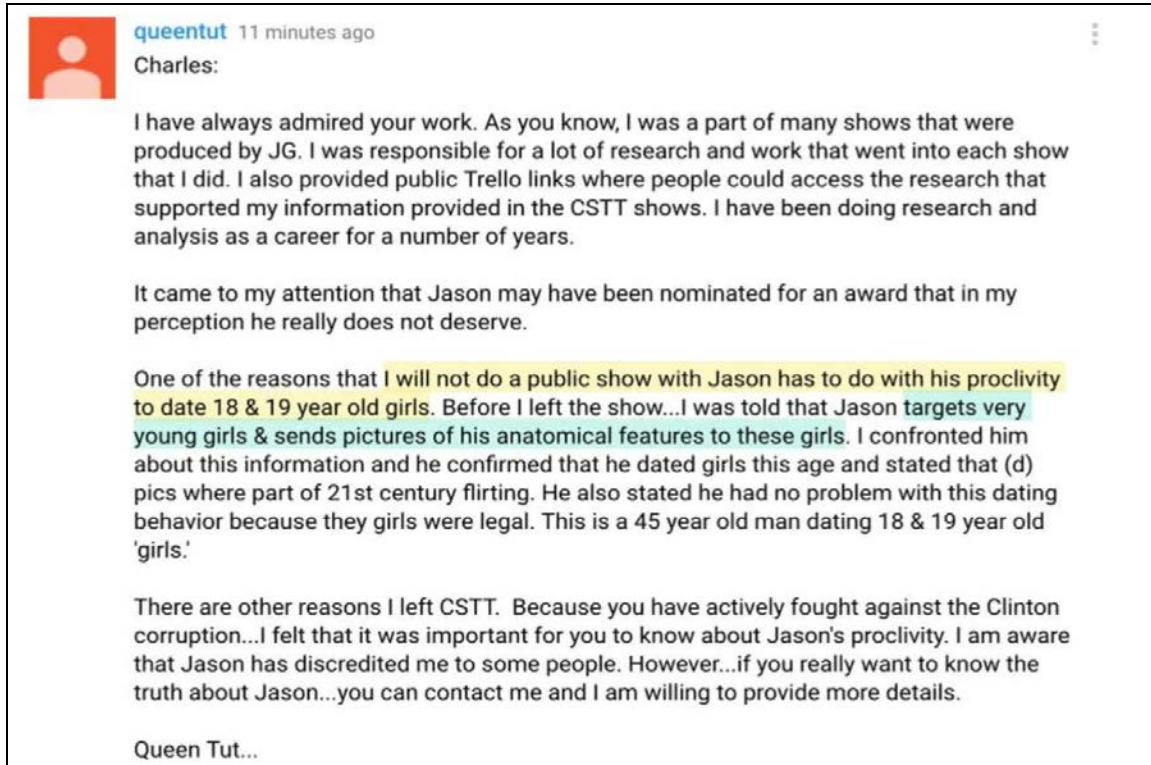 queentut 11 minutes ago
Charles:
I have always admired your work. As you know, I was a part of many shows that were
produced by JG. I was responsible for a lot of research and work that went into each show
that I did. I also provided public Trello links where people could access the research that
supported my information provided in the CSTT shows. I have been doing research and
analysis as a career for a number of years.
It came to my attention that Jason may have been nominated for an award that in my
perception he really does not deserve.
One of the reasons that I will not do a public show with Jason has to do with his proclivity
to date 18 & 19 year old girls. Before I left the show...I was told that Jason targets very
young girls & sends pictures of his anatomical features to these girls. I confronted him
about this information and he confirmed that he dated girls this age and stated that (d)
pics where part of 21st century flirting. He also stated he had no problem with this dating
behavior because they girls were legal. This is a 45 year old man dating 18 & 19 year old
'girls.'
There are other reasons I left CSTT. Because you have actively fought against the Clinton
corruption...I felt that it was important for you to know about Jason's proclivity. I am aware
that Jason has discredited me to some people. However...if you really want to know the
truth about Jason...you can contact me and I am willing to provide more details.
Queen Tut...